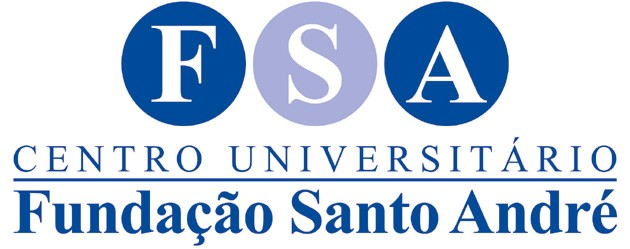 FSA
CENTRO UNIVERSITÁRIO
Fundação Santo André